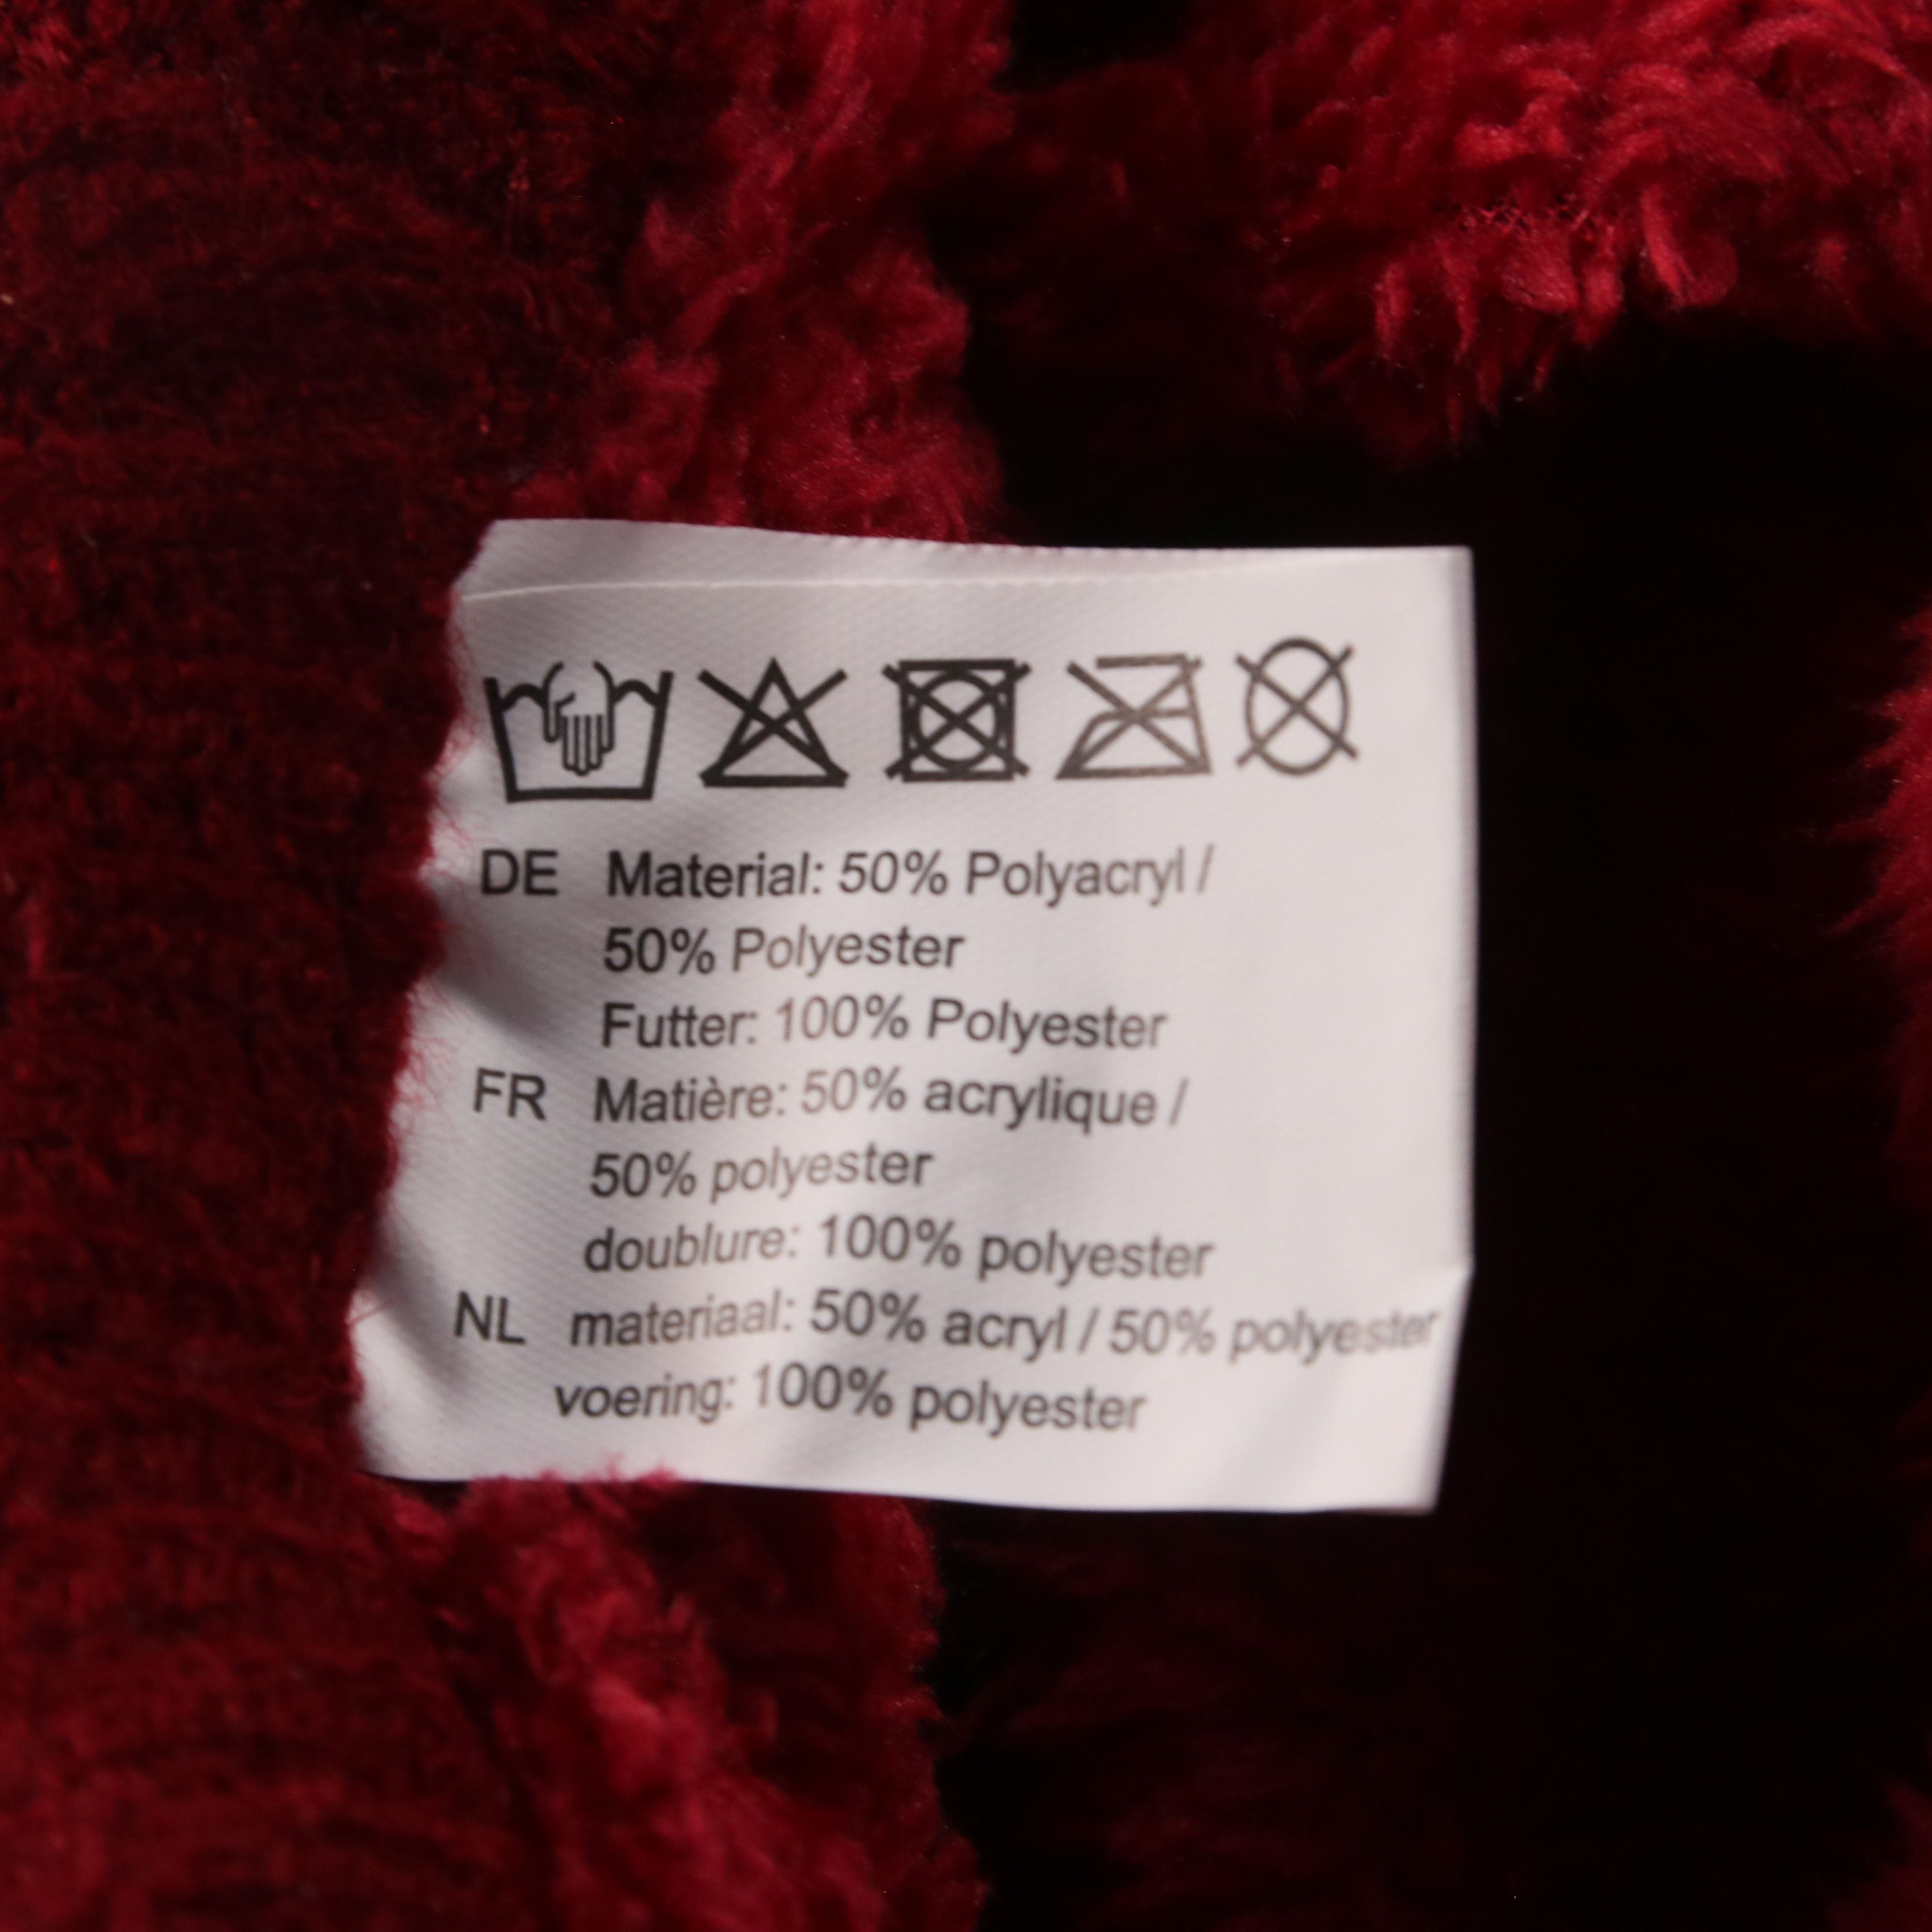 DE Material: 50% Polyacryl /
50% Polyester
Futter: 100% Polyester
FR Matière: 50% acrylique /
50% polyester
doublure: 100% polyester
NL materiaal: 50% acryl / 50% polyester
voering: 100% polyester